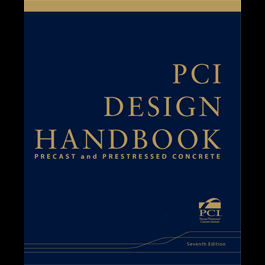 PCI
DESIGN
HANDBOOK
PRECAST and PRESTRESSED CONCRETE
PCI
Seventh Edition